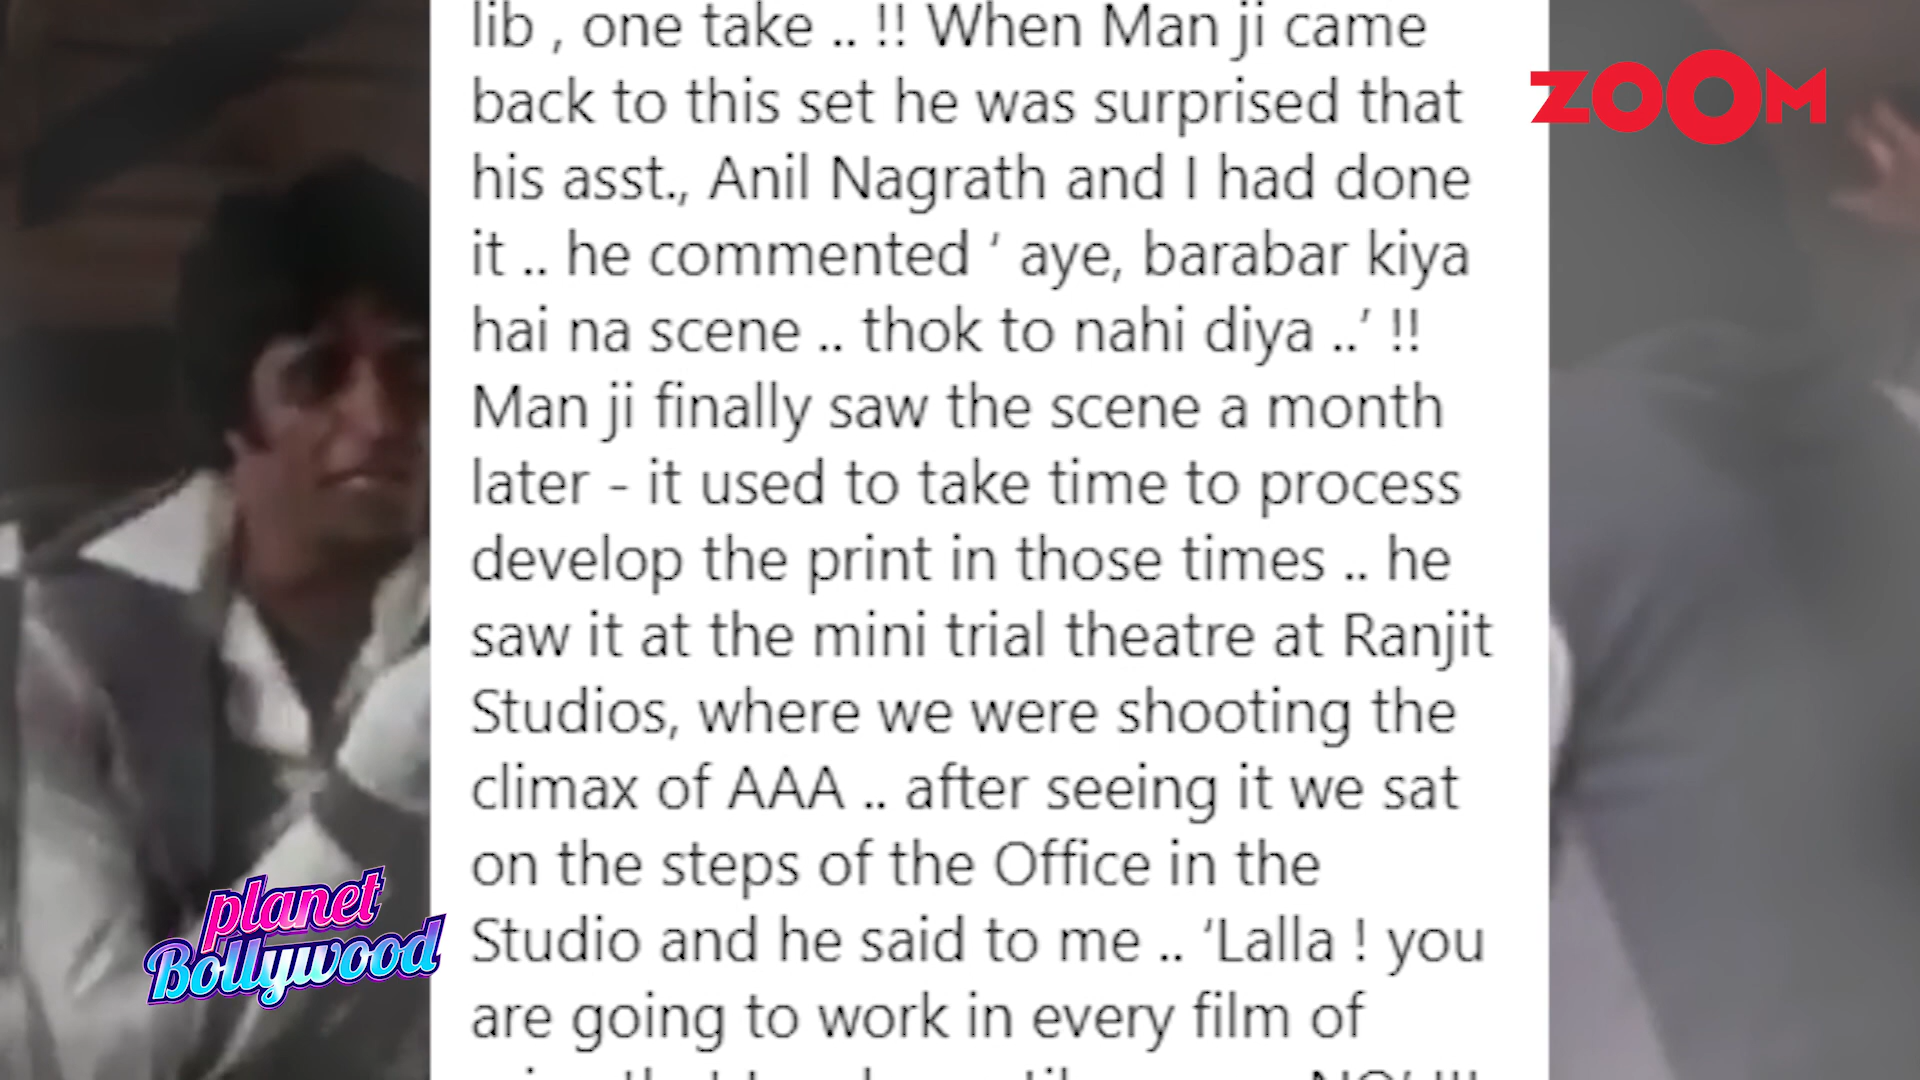 lib , one take .. !! When Man ji came
back to this set he was surprised that
his asst., Anil Nagrath and I had done
it .. he commented ‘ aye, barabar kiya
hai na scene .. thok to nahi diya ..’ !!
Man ji finally saw the scene a month
later - it used to take time to process
develop the print in those times .. he
saw it at the mini trial theatre at Ranjit
Studios, where we were shooting the
climax of AAA .. after seeing it we sat
on the steps of the Office in the
Studio and he said to me .. ‘Lalla ! you
are going to work in every film of
ZOOM
planet
Bollywood